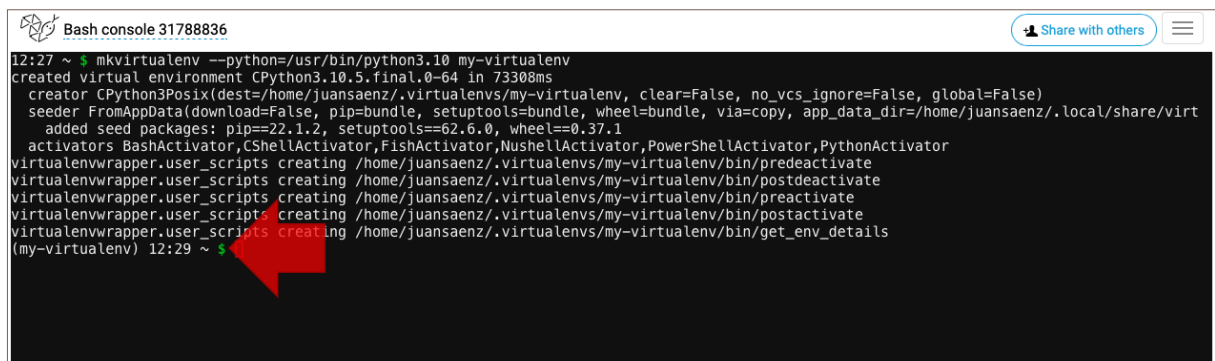 Bash console 31788836
Share with others
12:27 ~ $ mkvirtualenv --python=/usr/bin/python3.10 my-virtualenv
created virtual environment CPython3.10.5.final.0-64 in 73308ms
  creator CPython3Posix(dest=/home/juansaenz/.virtualenvs/my-virtualenv, clear=False, no_vcs_ignore=False, global=False)
  seeder FromAppData(download=False, pip=bundle, setuptools=bundle, wheel=bundle, via=copy, app_data_dir=/home/juansaenz/.local/share/virt
    added seed packages: pip==22.1.2, setuptools==62.6.0, wheel==0.37.1
  activators BashActivator,CShellActivator,FishActivator,NushellActivator,PowerShellActivator,PythonActivator
virtualenvwrapper.user_scripts creating /home/juansaenz/.virtualenvs/my-virtualenv/bin/predeactivate
virtualenvwrapper.user_scripts creating /home/juansaenz/.virtualenvs/my-virtualenv/bin/postdeactivate
virtualenvwrapper.user_scripts creating /home/juansaenz/.virtualenvs/my-virtualenv/bin/preactivate
virtualenvwrapper.user_scripts creating /home/juansaenz/.virtualenvs/my-virtualenv/bin/postactivate
virtualenvwrapper.user_scripts creating /home/juansaenz/.virtualenvs/my-virtualenv/bin/get_env_details
(my-virtualenv) 12:29 ~ $